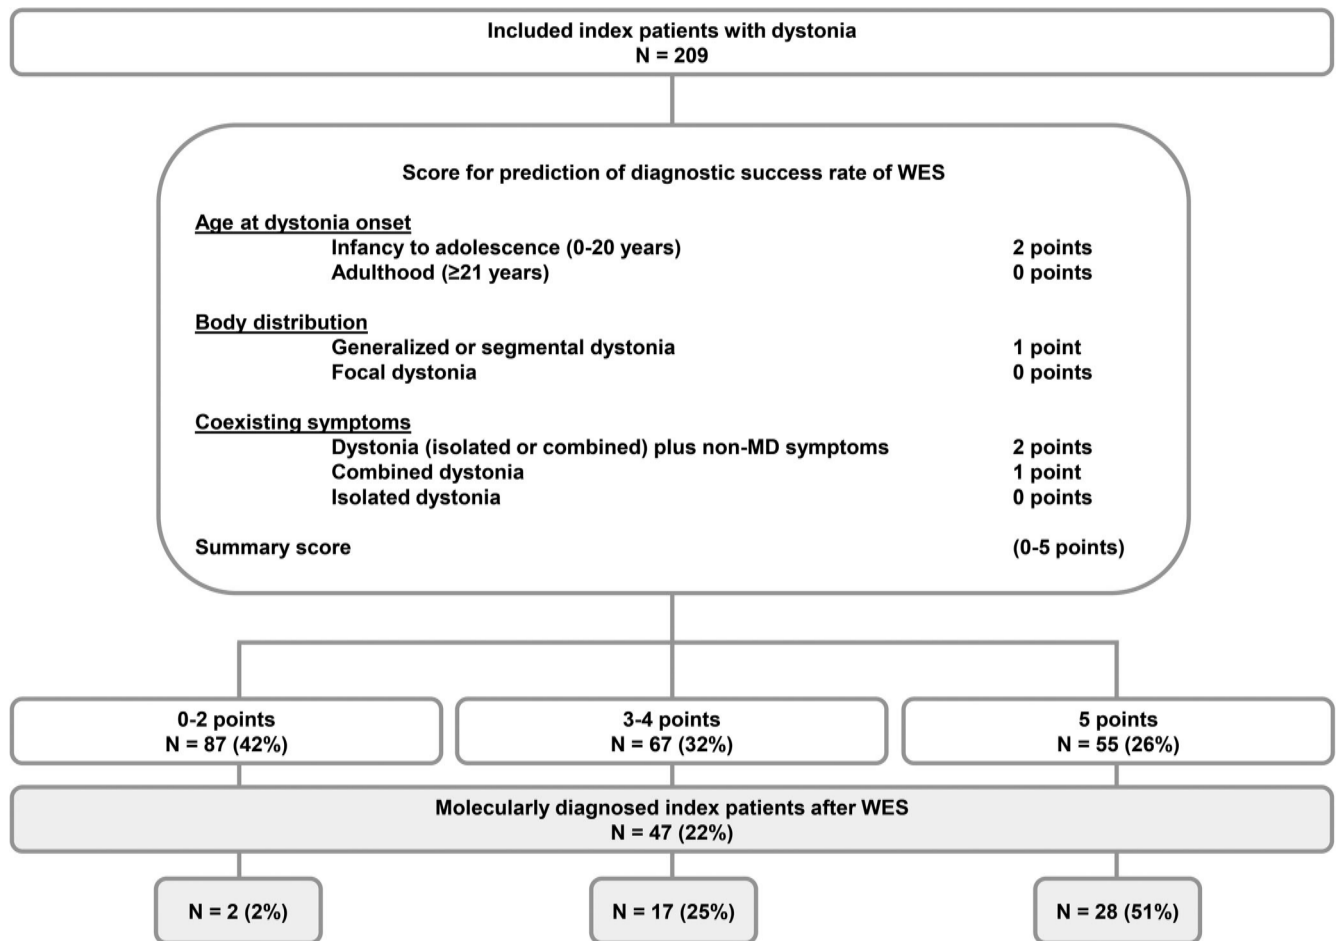 Included index patients with dystonia
N = 209
Score for prediction of diagnostic success rate of WES
Age at dystonia onset
Infancy to adolescence (0-20 years) 2 points
Adulthood (≥21 years) 0 points
Body distribution
Generalized or segmental dystonia 1 point
Focal dystonia 0 points
Coexisting symptoms
Dystonia (isolated or combined) plus non-MD symptoms 2 points
Combined dystonia 1 point
Isolated dystonia 0 points
Summary score (0-5 points)
0-2 points
N = 87 (42%)
3-4 points
N = 67 (32%)
5 points
N = 55 (26%)
Molecularly diagnosed index patients after WES
N = 47 (22%)
N = 2 (2%)
N = 17 (25%)
N = 28 (51%)